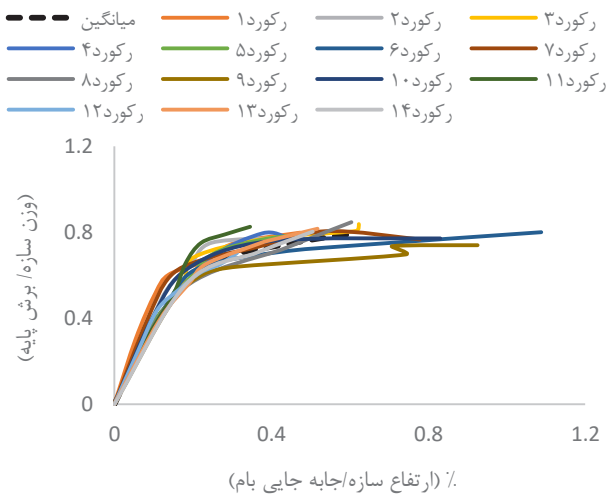 میانگین رکورد۱ رکورد۲ رکورد۳
رکورد۴ رکورد۵ رکورد۶ رکورد۷
رکورد۸ رکورد۹ رکورد۱۰ رکورد۱۱
رکورد۱۲ رکورد۱۳ رکورد۱۴
1.2
0.8
0.4
0
0 0.4 0.8 1.2
(وزن سازه/ برش پایه)
٪ (ارتفاع سازه/جابه جایی بام)